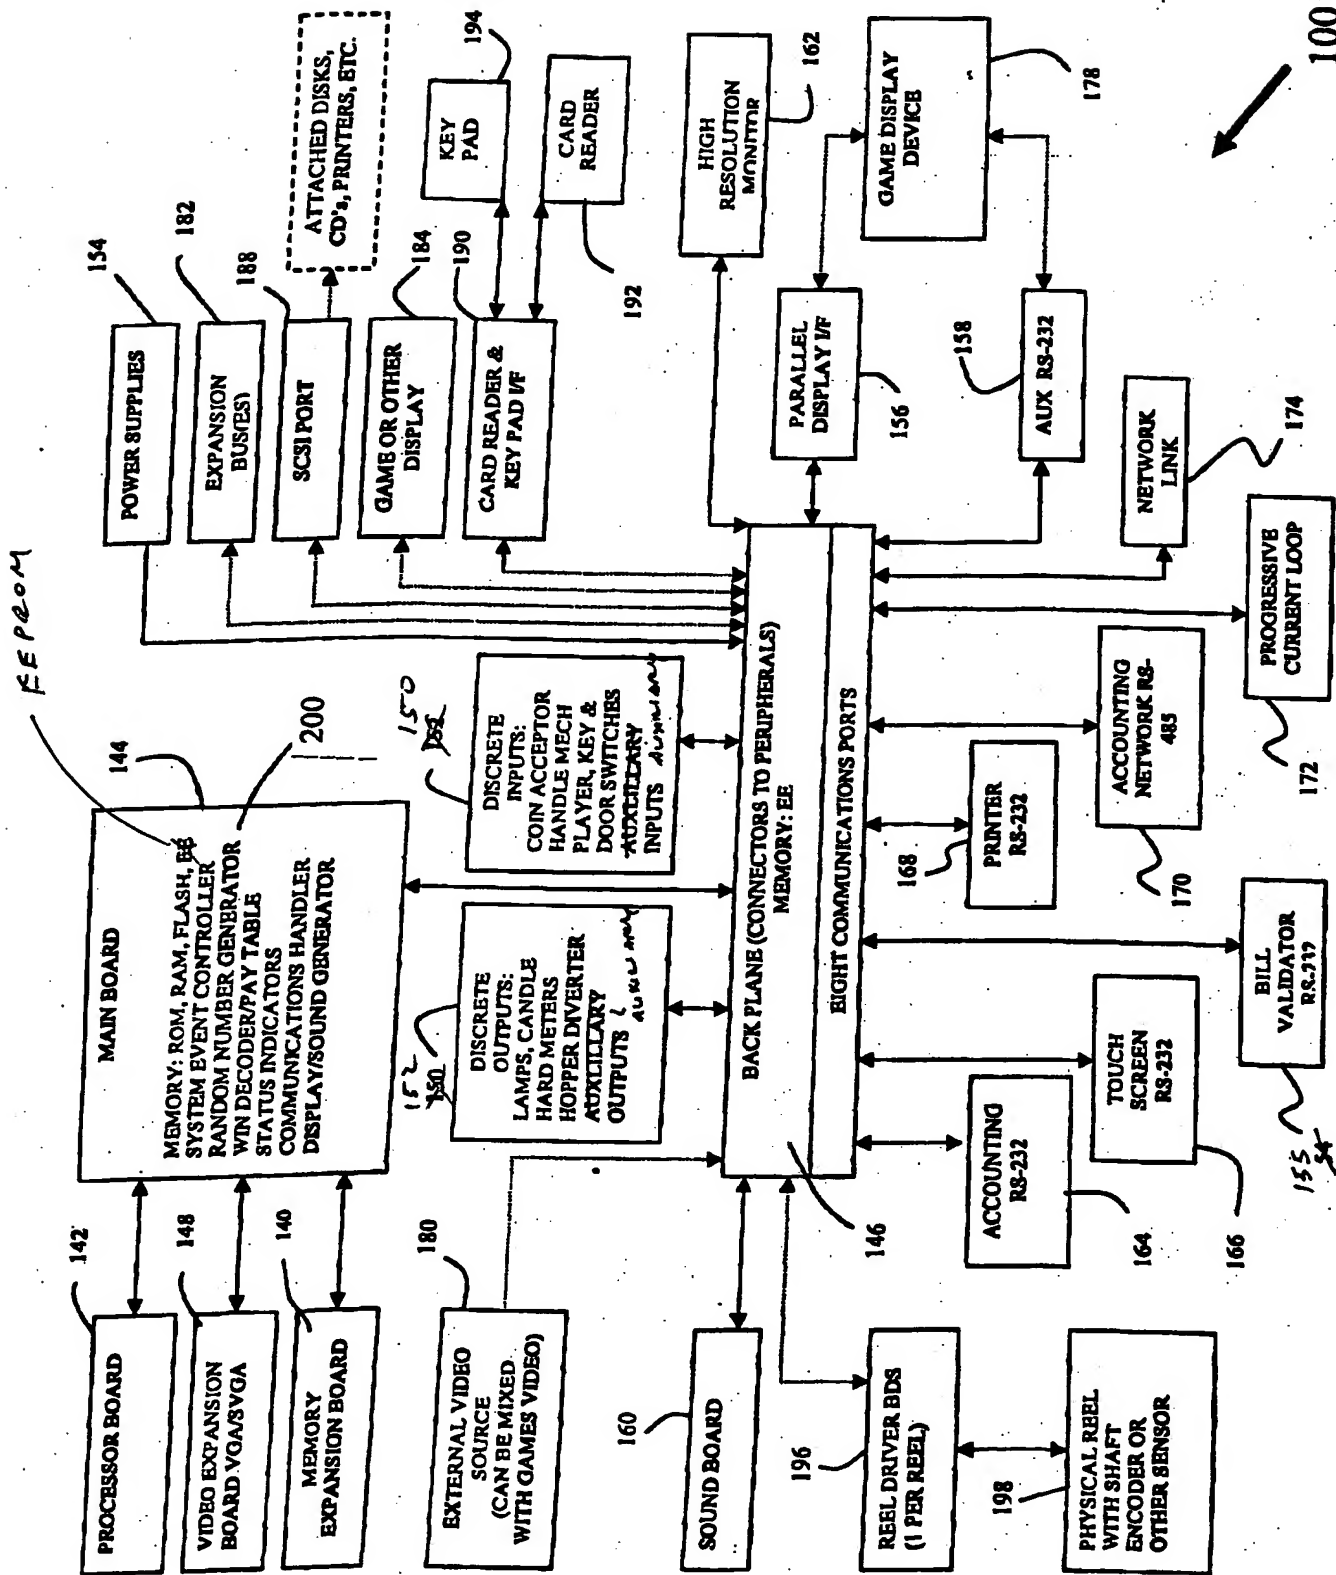 EEPROM
MAIN BOARD
144
MEMORY: ROM, RAM, FLASH, EE
SYSTEM EVENT CONTROLLER
RANDOM NUMBER GENERATOR
WIN DECODER/PAY TABLE
STATUS INDICATORS
COMMUNICATIONS HANDLER
DISPLAY/SOUND GENERATOR
200
PROCESSOR BOARD
142
VIDEO EXPANSION
BOARD VGA/SVGA
148
MEMORY
EXPANSION BOARD
140
EXTERNAL VIDEO
SOURCE
(CAN BE MIXED
WITH GAMES VIDEO)
180
152
150
DISCRETE
OUTPUTS:
LAMPS, CANDLE
HARD METERS
HOPPER DIVERTER
AUXLILLARY
OUTPUTS
AUXILIARY
150
152
DISCRETE
INPUTS:
COIN ACCEPTOR
HANDLE MECH
PLAYER, KEY &
DOOR SWITCHES
AUXLILLARY
INPUTS
AUXILIARY
POWER SUPPLIES
154
EXPANSION
BUS(ES)
182
SCSI PORT
188
ATTACHED DISKS,
CD's, PRINTERS, ETC.
GAME OR OTHER
DISPLAY
184
CARD READER &
KEY PAD I/F
190
KEY
PAD
194
CARD
READER
192
SOUND BOARD
160
REEL DRIVER BDS
(1 PER REEL)
196
PHYSICAL REEL
WITH SHAFT
ENCODER OR
OTHER SENSOR
198
BACK PLANE (CONNECTORS TO PERIPHERALS)
MEMORY: EE
EIGHT COMMUNICATIONS PORTS
146
HIGH
RESOLUTION
MONITOR
162
PARALLEL
DISPLAY I/F
156
GAME DISPLAY
DEVICE
178
AUX RS-232
158
ACCOUNTING
RS-232
164
TOUCH
SCREEN
RS-232
166
BILL
VALIDATOR
RS-232
155
54
PRINTER
RS-232
168
ACCOUNTING
NETWORK RS-
485
170
PROGRESSIVE
CURRENT LOOP
172
NETWORK
LINK
174
100